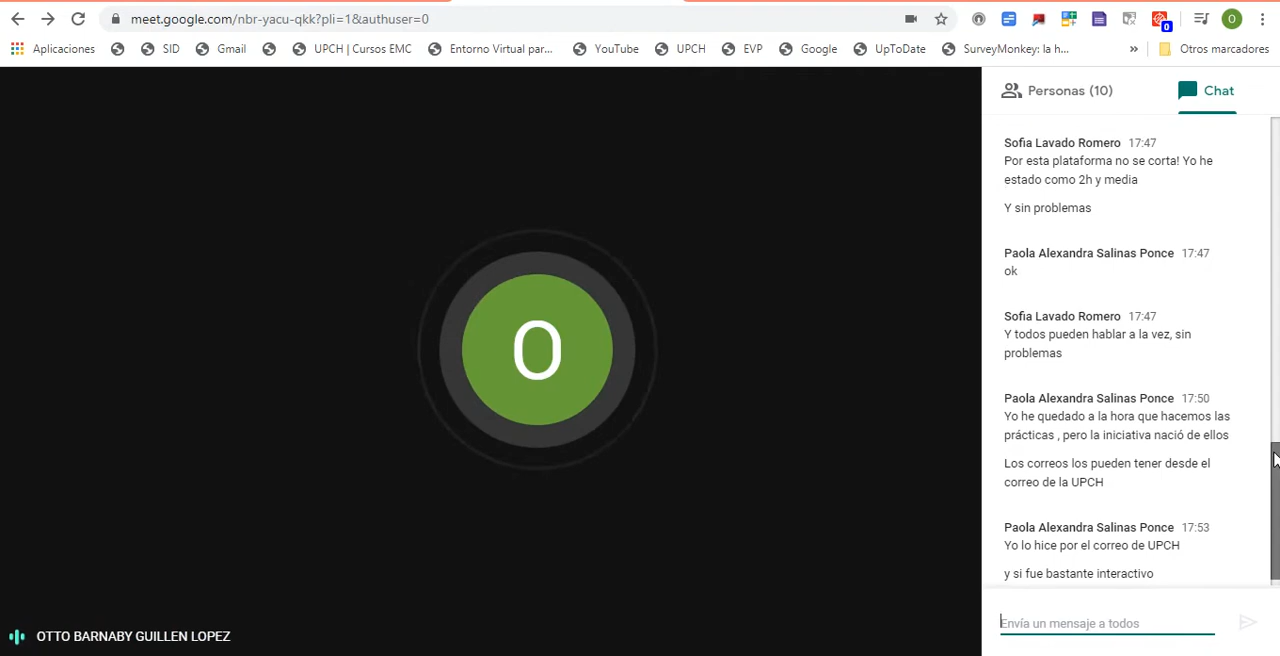 meet.google.com/nbr-yacu-qkk?pli=1&authuser=0
0
O
Aplicaciones SID Gmail UPCH | Cursos EMC Entorno Virtual par... YouTube UPCH EVP Google UpToDate SurveyMonkey: la h... » Otros marcadores
Personas (10) Chat
Sofia Lavado Romero 17:47
Por esta plataforma no se corta! Yo he
estado como 2h y media
Y sin problemas
Paola Alexandra Salinas Ponce 17:47
ok
Sofia Lavado Romero 17:47
Y todos pueden hablar a la vez, sin
problemas
Paola Alexandra Salinas Ponce 17:50
Yo he quedado a la hora que hacemos las
prácticas , pero la iniciativa nació de ellos
Los correos los pueden tener desde el
correo de la UPCH
Paola Alexandra Salinas Ponce 17:53
Yo lo hice por el correo de UPCH
y si fue bastante interactivo
O
Envía un mensaje a todos
OTTO BARNABY GUILLEN LOPEZ